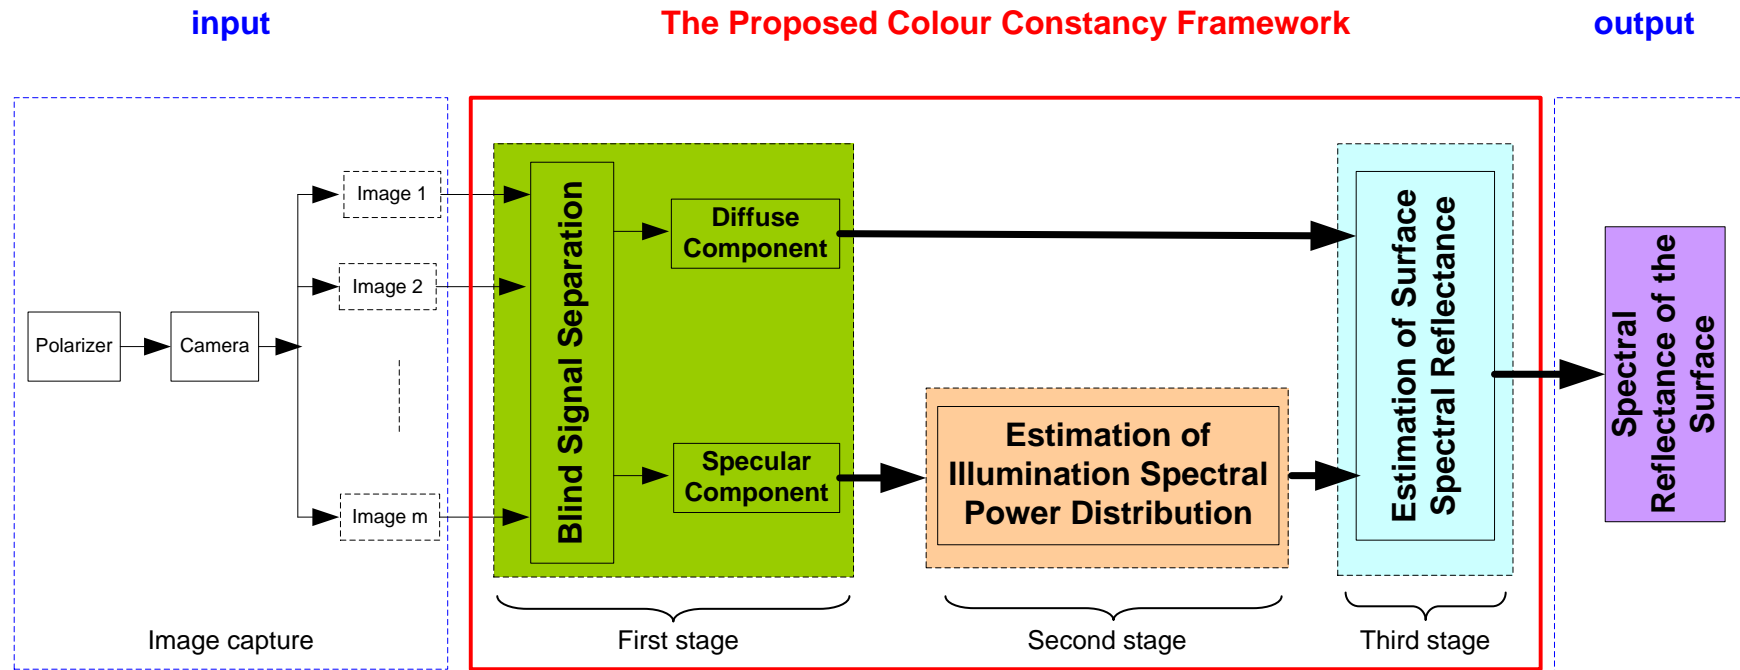 input
The Proposed Colour Constancy Framework
output
Polarizer
Camera
Image 1
Image 2
Image m
Image capture
Blind Signal Separation
Diffuse
Component
Specular
Component
First stage
Estimation of
Illumination Spectral
Power Distribution
Second stage
Estimation of Surface
Spectral Reflectance
Third stage
Spectral
Reflectance of the
Surface